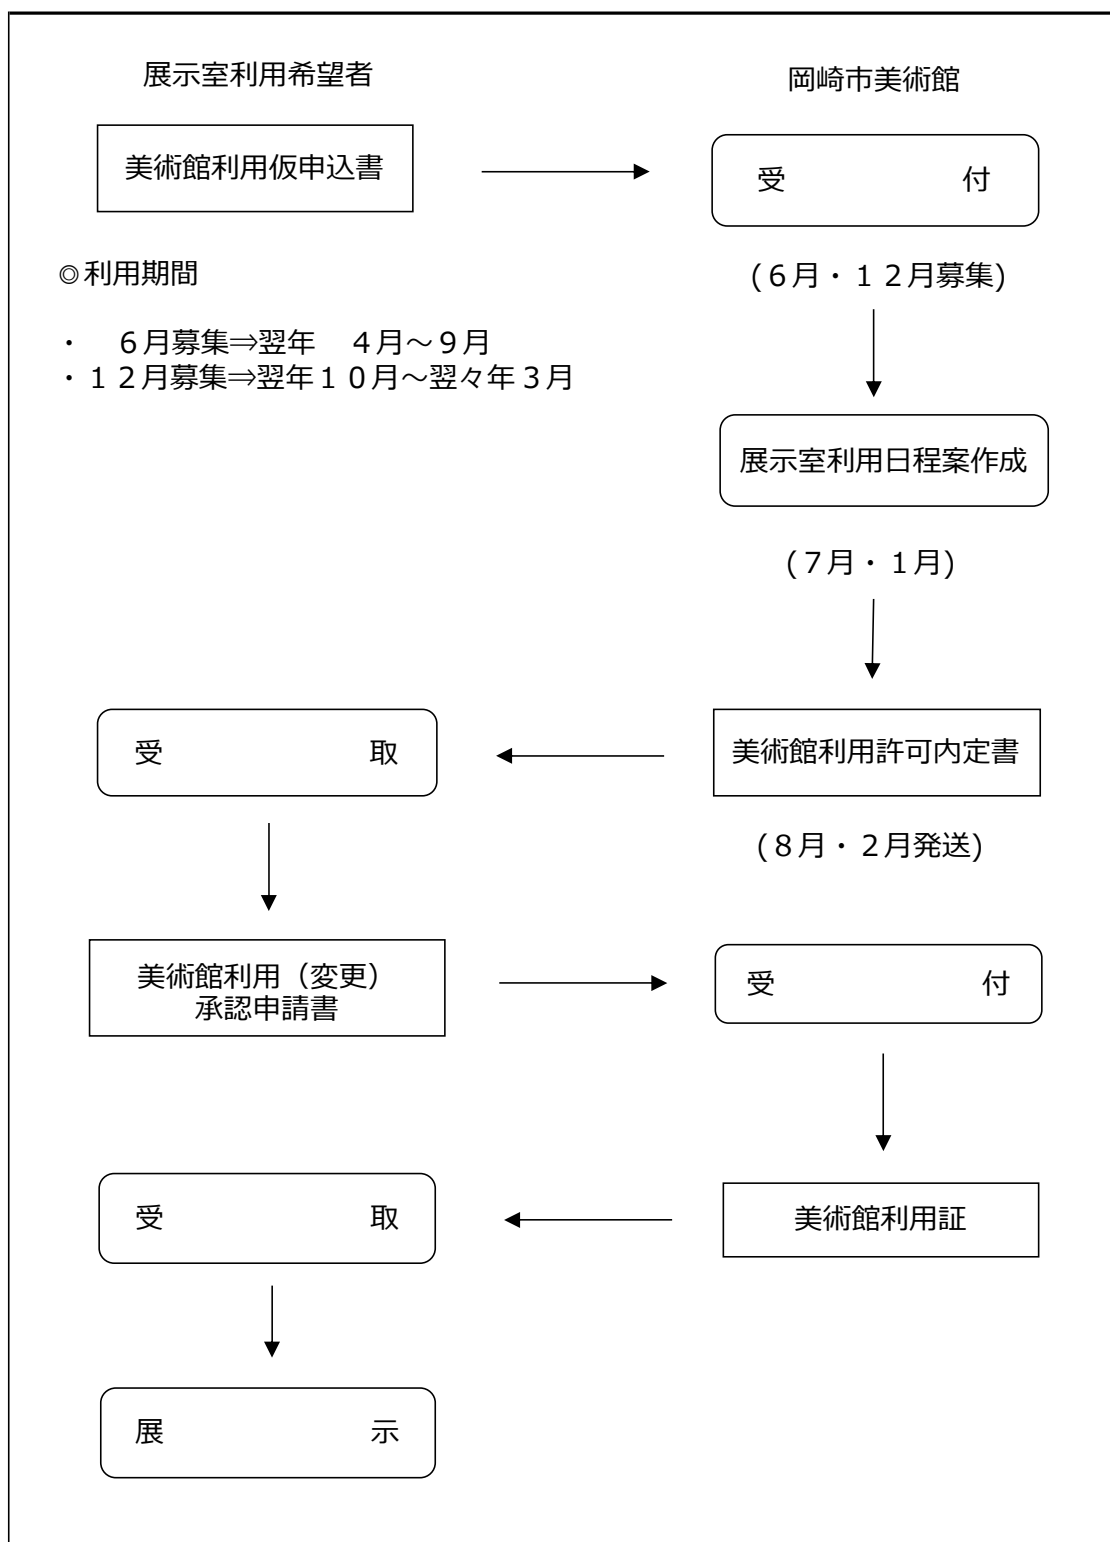 展示室利用希望者
岡崎市美術館
美術館利用仮申込書
受　　　　　付
◎利用期間
(６月・１２月募集)
・　６月募集⇒翌年　４月～９月
・１２月募集⇒翌年１０月～翌々年３月
展示室利用日程案作成
(７月・１月)
受　　　　　　　取
美術館利用許可内定書
(８月・２月発送)
美術館利用（変更）
承認申請書
受　　　　　　　付
受　　　　　　　取
美術館利用証
展　　　　　　　示